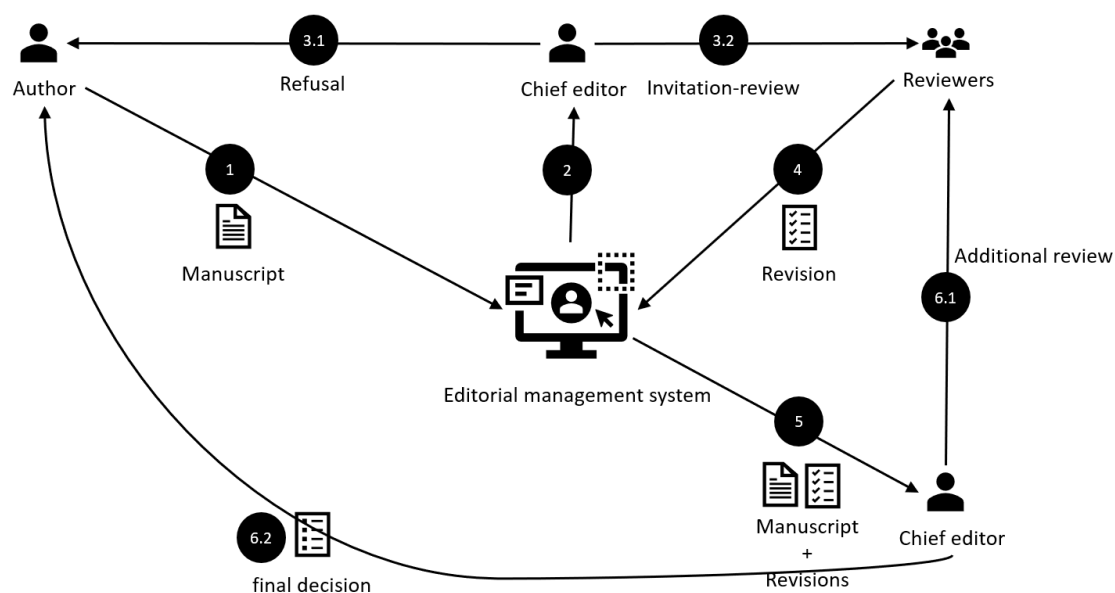 3.1
3.2
Author
Refusal
Chief editor
Invitation-review
Reviewers
1
2
4
Manuscript
Revision
Additional review
6.1
Editorial management system
5
Manuscript
+
Revisions
Chief editor
6.2
final decision